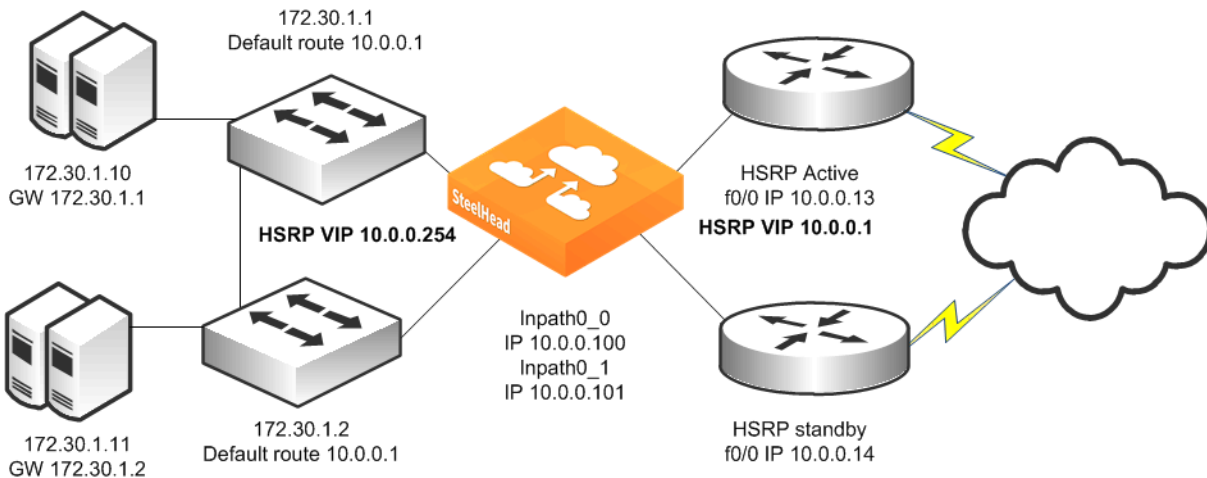 172.30.1.1
Default route 10.0.0.1
172.30.1.10
GW 172.30.1.1
HSRP VIP 10.0.0.254
SteelHead
HSRP Active
f0/0 IP 10.0.0.13
HSRP VIP 10.0.0.1
Inpath0_0
IP 10.0.0.100
Inpath0_1
IP 10.0.0.101
172.30.1.11
GW 172.30.1.2
172.30.1.2
Default route 10.0.0.1
HSRP standby
f0/0 IP 10.0.0.14